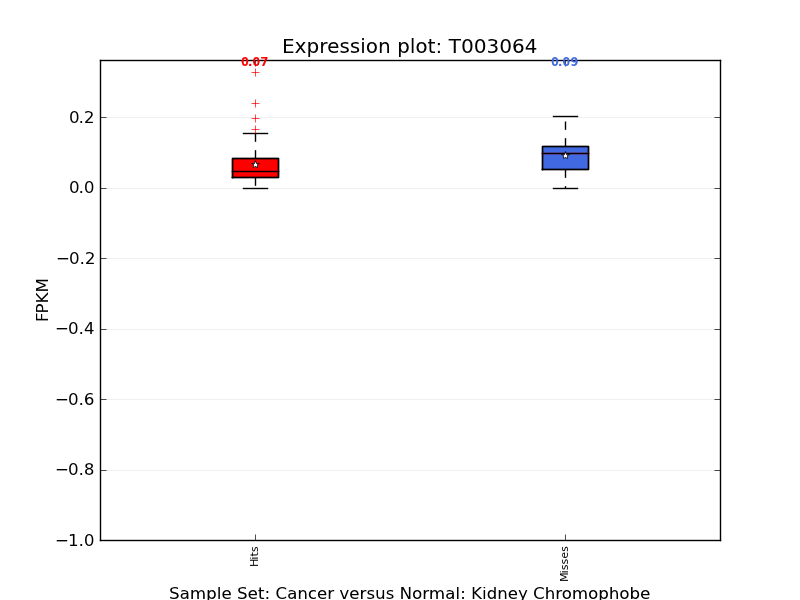 Expression plot: T003064
0.07 0.09
0.2
0.0
−0.2
−0.4
−0.6
−0.8
−1.0
FPKM
Hits Misses
Sample Set: Cancer versus Normal: Kidney Chromophobe